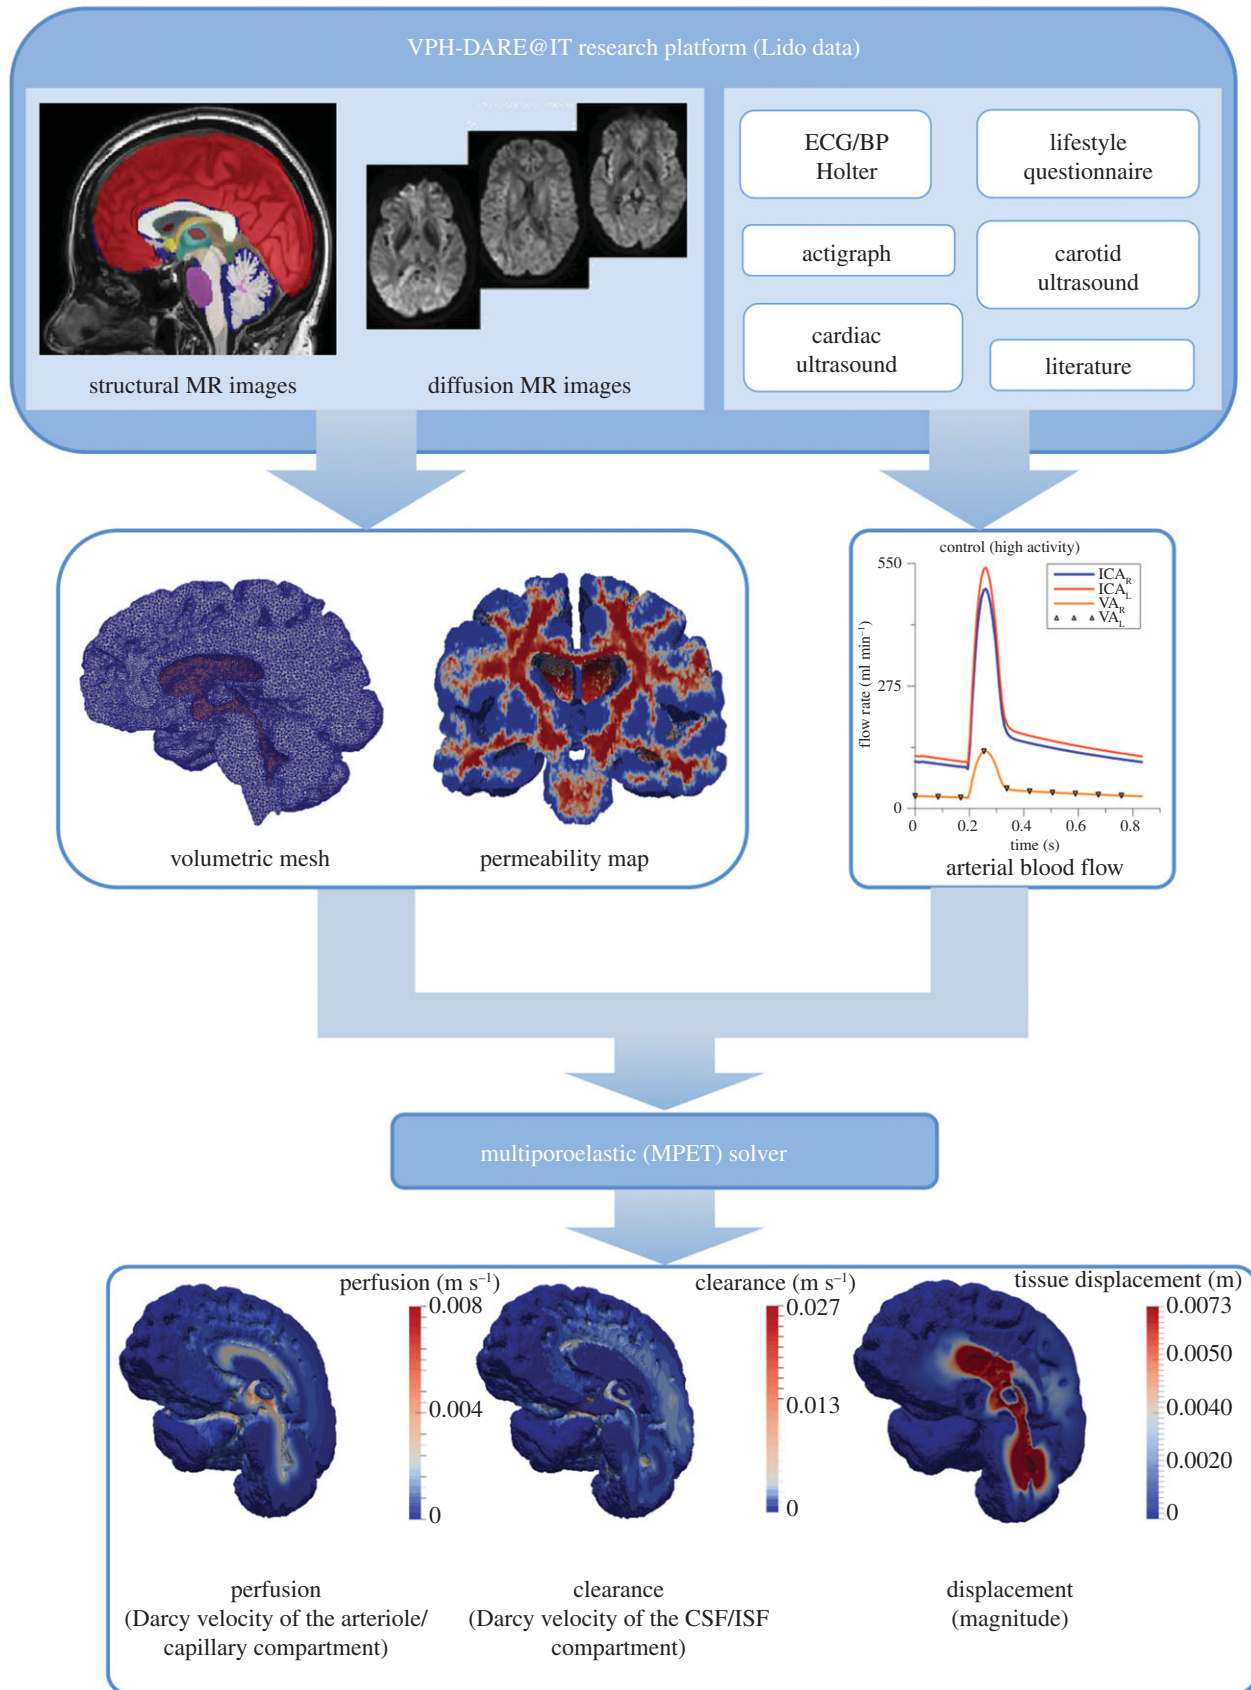 VPH-DARE@IT research platform (Lido data)
structural MR images
diffusion MR images
ECG/BP
Holter
lifestyle
questionnaire
actigraph
carotid
ultrasound
cardiac
ultrasound
literature
volumetric mesh
permeability map
control (high activity)
550
275
0
flow rate (ml min⁻¹)
ICA_R
ICA_L
VA_R
VA_L
0
0.2
0.4
0.6
0.8
time (s)
arterial blood flow
multiporoelastic (MPET) solver
perfusion (m s⁻¹)
0.008
0.004
0
clearance (m s⁻¹)
0.027
0.013
0
tissue displacement (m)
0.0073
0.0050
0.0040
0.0020
0
perfusion
(Darcy velocity of the arteriole/
capillary compartment)
clearance
(Darcy velocity of the CSF/ISF
compartment)
displacement
(magnitude)